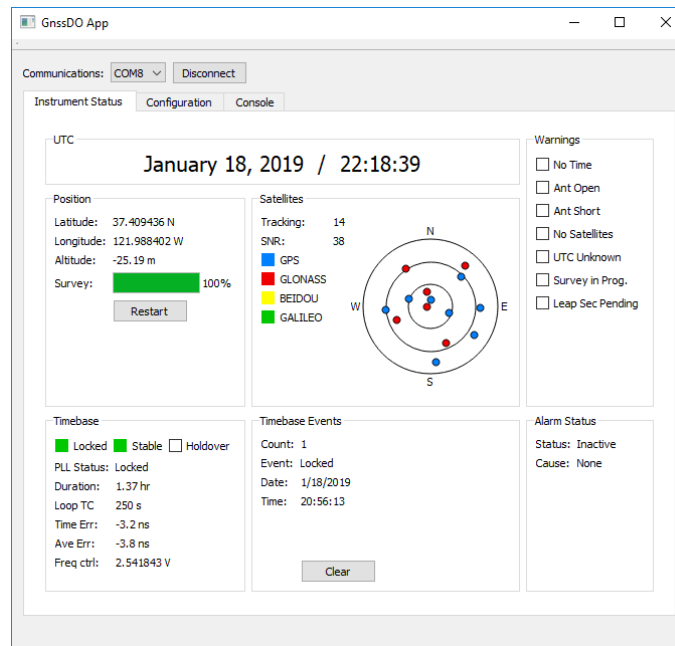 GnssDO App
Communications: COM8 Disconnect
Instrument Status Configuration Console
UTC
January 18, 2019 / 22:18:39
Position
Latitude: 37.409436 N
Longitude: 121.988402 W
Altitude: -25.19 m
Survey: 100%
Restart
Satellites
Tracking: 14
SNR: 38
GPS
GLONASS
BEIDOU
GALILEO
N
W
E
S
Warnings
No Time
Ant Open
Ant Short
No Satellites
UTC Unknown
Survey in Prog.
Leap Sec Pending
Timebase
Locked Stable Holdover
PLL Status: Locked
Duration: 1.37 hr
Loop TC 250 s
Time Err: -3.2 ns
Ave Err: -3.8 ns
Freq ctrl: 2.541843 V
Timebase Events
Count: 1
Event: Locked
Date: 1/18/2019
Time: 20:56:13
Clear
Alarm Status
Status: Inactive
Cause: None